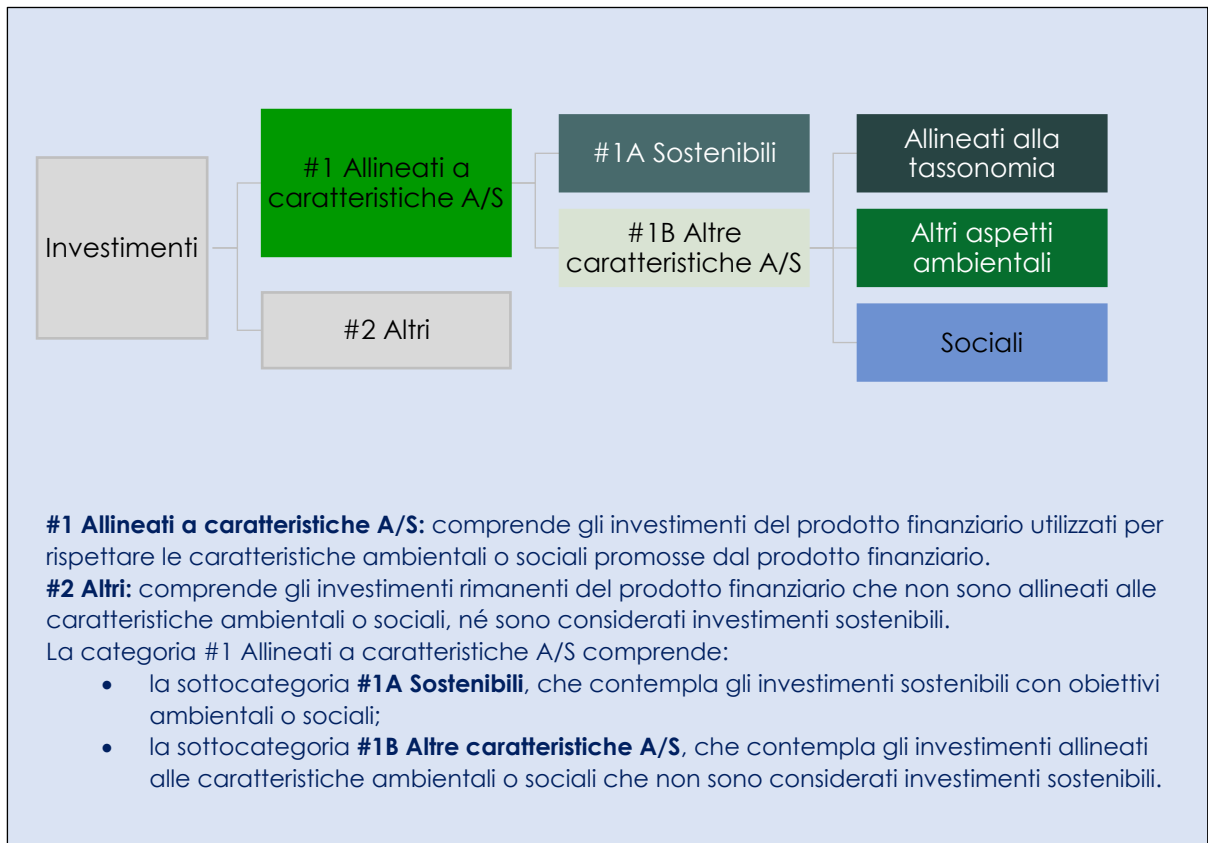 Investimenti
#1 Allineati a
caratteristiche A/S
#2 Altri
#1A Sostenibili
#1B Altre
caratteristiche A/S
Allineati alla
tassonomia
Altri aspetti
ambientali
Sociali
#1 Allineati a caratteristiche A/S: comprende gli investimenti del prodotto finanziario utilizzati per
rispettare le caratteristiche ambientali o sociali promosse dal prodotto finanziario.
#2 Altri: comprende gli investimenti rimanenti del prodotto finanziario che non sono allineati alle
caratteristiche ambientali o sociali, né sono considerati investimenti sostenibili.
La categoria #1 Allineati a caratteristiche A/S comprende:
• la sottocategoria #1A Sostenibili, che contempla gli investimenti sostenibili con obiettivi
ambientali o sociali;
• la sottocategoria #1B Altre caratteristiche A/S, che contempla gli investimenti allineati
alle caratteristiche ambientali o sociali che non sono considerati investimenti sostenibili.